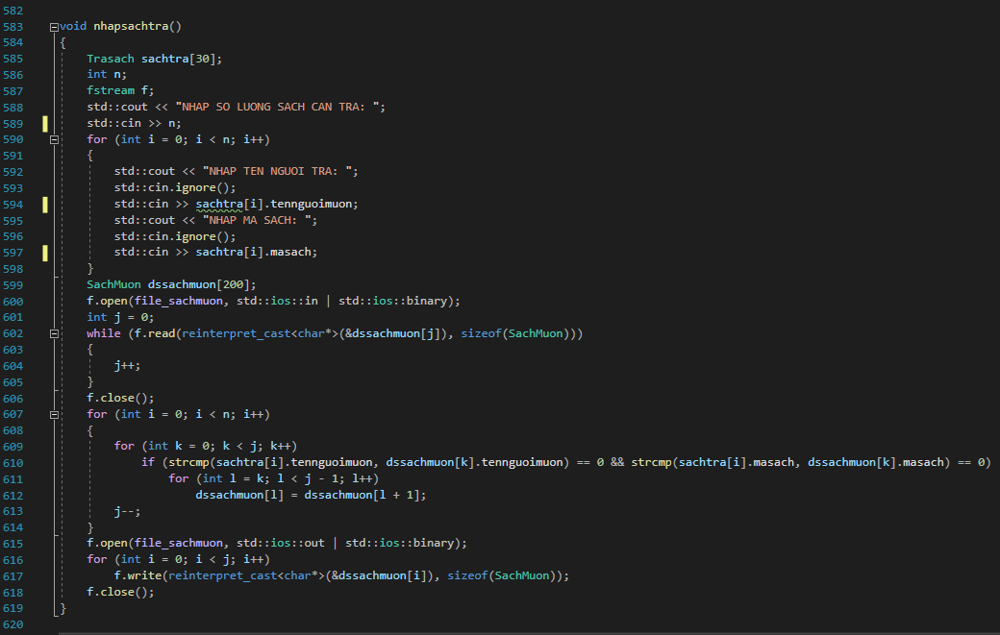 582
583 void nhapsachtra()
584 {
585 Trasach sachtra[30];
586 int n;
587 fstream f;
588 std::cout << "NHAP SO LUONG SACH CAN TRA: ";
589 std::cin >> n;
590 for (int i = 0; i < n; i++)
591 {
592 std::cout << "NHAP TEN NGUOI TRA: ";
593 std::cin.ignore();
594 std::cin >> sachtra[i].tennguoimuon;
595 std::cout << "NHAP MA SACH: ";
596 std::cin.ignore();
597 std::cin >> sachtra[i].masach;
598 }
599 SachMuon dssachmuon[200];
600 f.open(file_sachmuon, std::ios::in | std::ios::binary);
601 int j = 0;
602 while (f.read(reinterpret_cast<char*>(&dssachmuon[j]), sizeof(SachMuon)))
603 {
604 j++;
605 }
606 f.close();
607 for (int i = 0; i < n; i++)
608 {
609 for (int k = 0; k < j; k++)
610 if (strcmp(sachtra[i].tennguoimuon, dssachmuon[k].tennguoimuon) == 0 && strcmp(sachtra[i].masach, dssachmuon[k].masach) == 0)
611 for (int l = k; l < j - 1; l++)
612 dssachmuon[l] = dssachmuon[l + 1];
613 j--;
614 }
615 f.open(file_sachmuon, std::ios::out | std::ios::binary);
616 for (int i = 0; i < j; i++)
617 f.write(reinterpret_cast<char*>(&dssachmuon[i]), sizeof(SachMuon));
618 f.close();
619 }
620